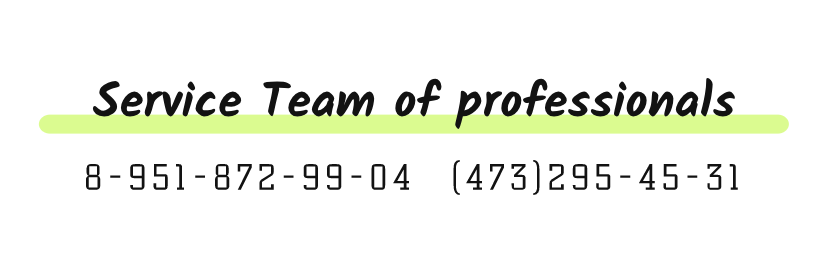 Service Team of professionals
8-951-872-99-04 (473)295-45-31